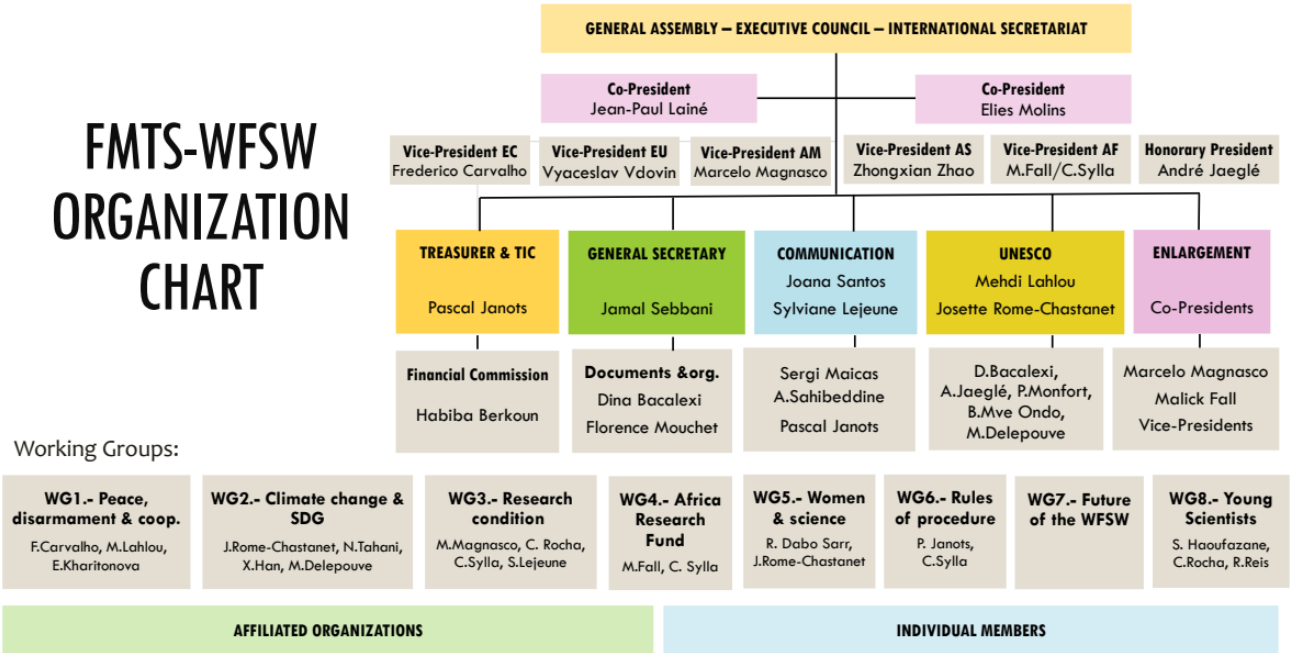 GENERAL ASSEMBLY – EXECUTIVE COUNCIL – INTERNATIONAL SECRETARIAT
FMTS-WFSW
ORGANIZATION
CHART
Co-President
Jean-Paul Lainé
Co-President
Elies Molins
Vice-President EC
Frederico Carvalho
Vice-President EU
Vyaceslav Vdovin
Vice-President AM
Marcelo Magnasco
Vice-President AS
Zhongxian Zhao
Vice-President AF
M.Fall/C.Sylla
Honorary President
André Jaeglé
TREASURER & TIC
Pascal Janots
GENERAL SECRETARY
Jamal Sebbani
COMMUNICATION
Joana Santos
Sylviane Lejeune
UNESCO
Mehdi Lahlou
Josette Rome-Chastanet
ENLARGEMENT
Co-Presidents
Financial Commission
Habiba Berkoun
Documents &org.
Dina Bacalexi
Florence Mouchet
Sergi Maicas
A.Sahibeddine
Pascal Janots
D.Bacalexi,
A.Jaeglé, P.Monfort,
B.Mve Ondo,
M.Delepouve
Marcelo Magnasco
Malick Fall
Vice-Presidents
Working Groups:
WG1.- Peace,
disarmament & coop.
F.Carvalho, M.Lahlou,
E.Kharitonova
WG2.- Climate change &
SDG
J.Rome-Chastanet, N.Tahani,
X.Han, M.Delepouve
WG3.- Research
condition
M.Magnasco, C. Rocha,
C.Sylla, S.Lejeune
WG4.- Africa
Research
Fund
M.Fall, C. Sylla
WG5.- Women
& science
R. Dabo Sarr,
J.Rome-Chastanet
WG6.- Rules
of procedure
P. Janots,
C.Sylla
WG7.- Future
of the WFSW
WG8.- Young
Scientists
S. Haoufazane,
C.Rocha, R.Reis
AFFILIATED ORGANIZATIONS
INDIVIDUAL MEMBERS